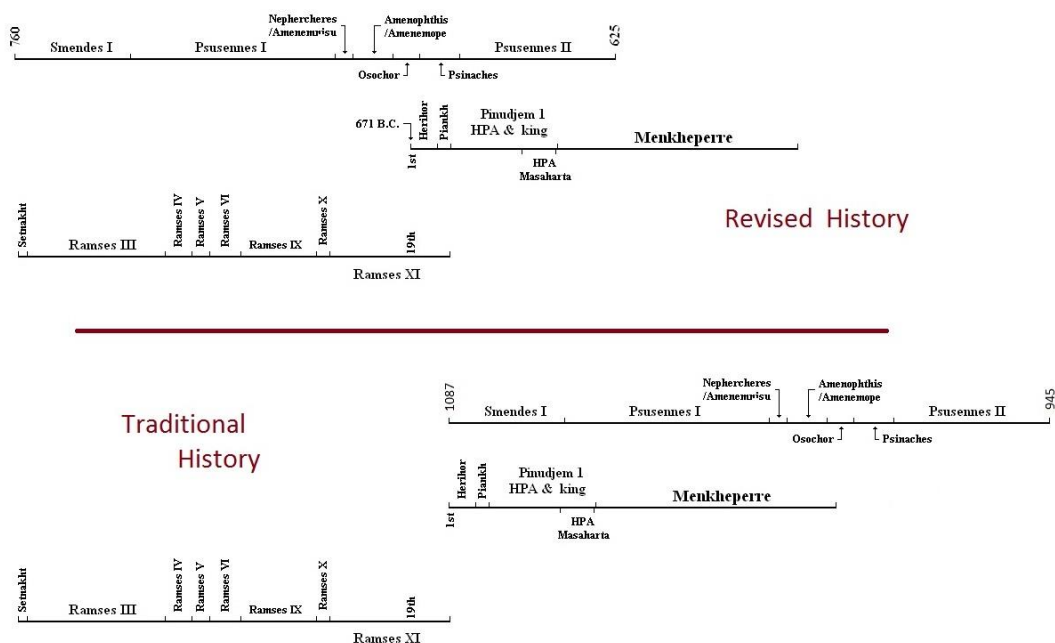 Nephercheres
/Amenemrisu
Amenophthis
/Amenemope
760
Smendes I
Psusennes I
Psusennes II
625
Osochor
Psinaches
671 B.C.
1st
Herihor
Piankh
Pinudjem 1
HPA & king
Menkheperre
HPA
Masaharta
Setnakht
Ramses III
Ramses IV
Ramses V
Ramses VI
Ramses IX
Ramses X
19th
Ramses XI
Revised History
Traditional
History
Nephercheres
/Amenemrisu
Amenophthis
/Amenemope
1087
Smendes I
Psusennes I
Psusennes II
945
Osochor
Psinaches
1st
Herihor
Piankh
Pinudjem 1
HPA & king
Menkheperre
HPA
Masaharta
Setnakht
Ramses III
Ramses IV
Ramses V
Ramses VI
Ramses IX
Ramses X
19th
Ramses XI